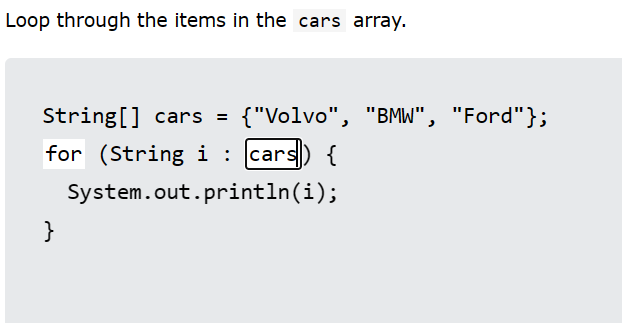 Loop through the items in the cars array.
String[] cars = {"Volvo", "BMW", "Ford"};
for (String i : cars) {
System.out.println(i);
}